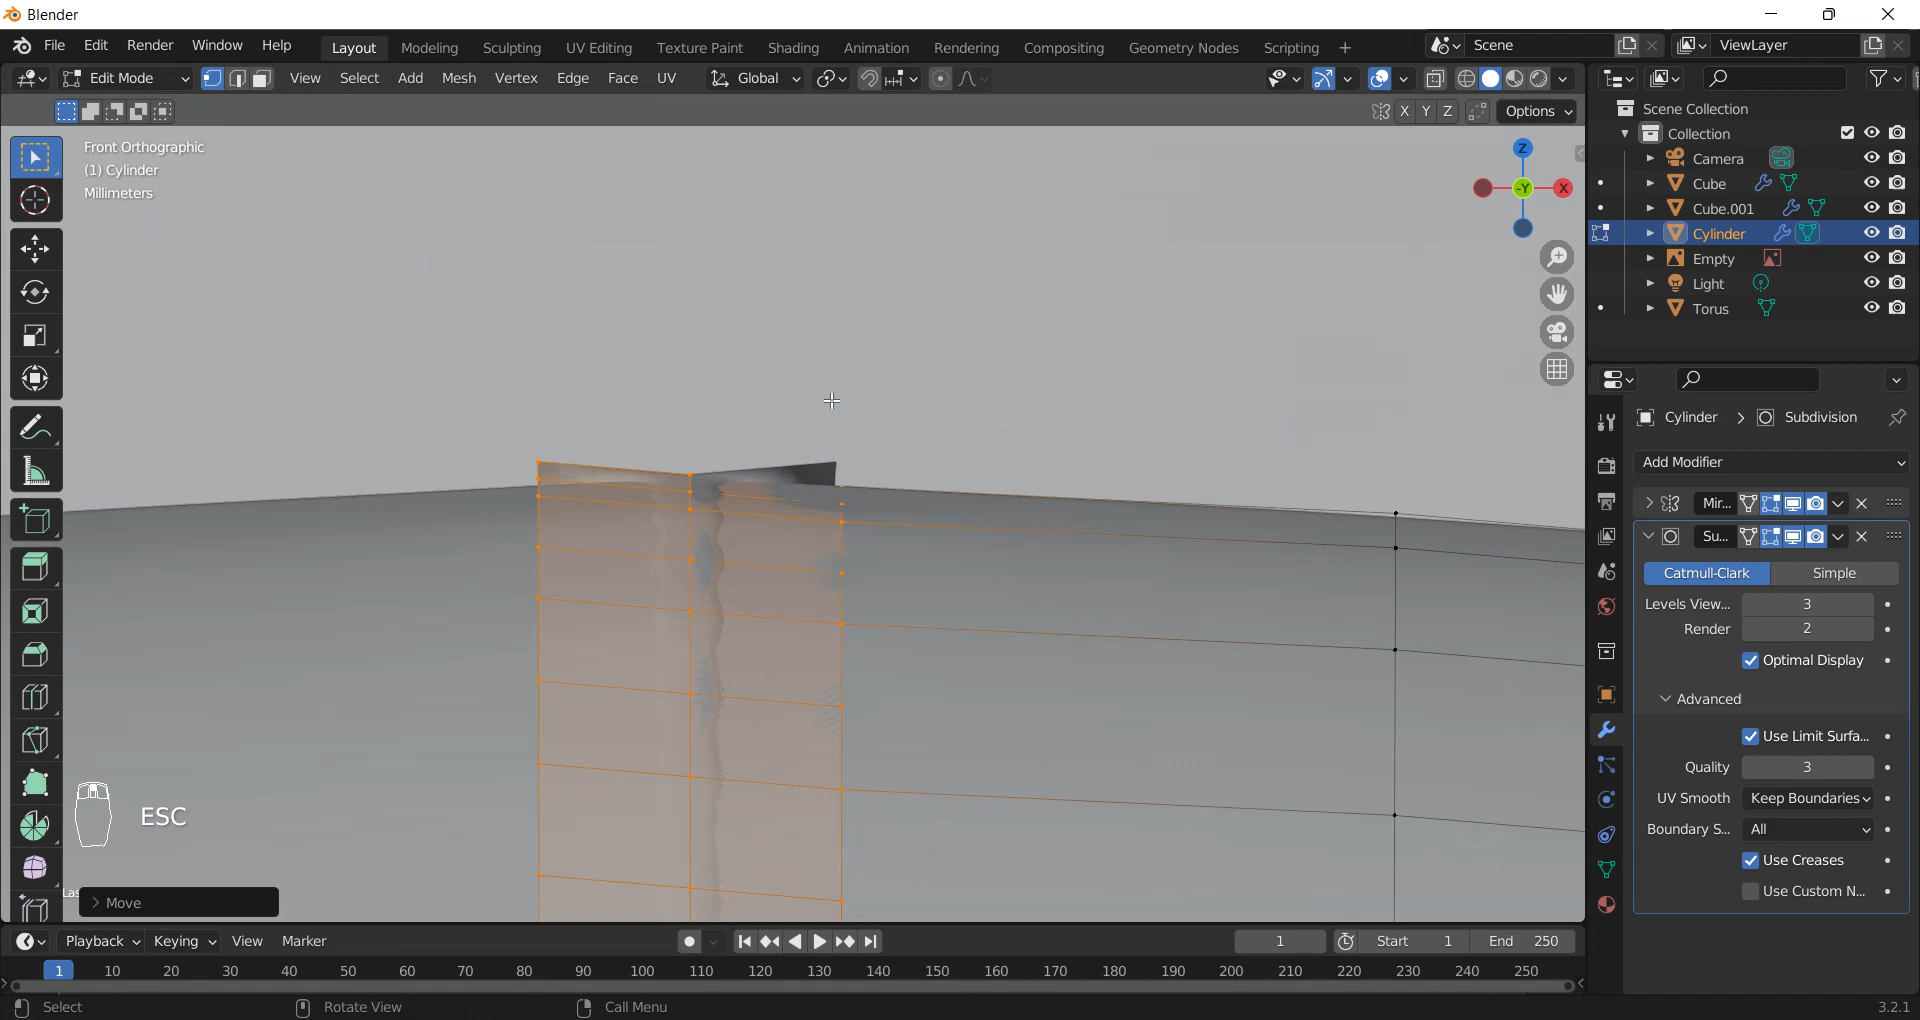 Blender
File Edit Render Window Help Layout Modeling Sculpting UV Editing Texture Paint Shading Animation Rendering Compositing Geometry Nodes Scripting + Scene ViewLayer
Edit Mode View Select Add Mesh Vertex Edge Face UV Global
X Y Z Options
Front Orthographic
(1) Cylinder
Millimeters
Z
-Y X
Scene Collection
Collection
Camera
Cube
Cube.001
Cylinder
Empty
Light
Torus
Cylinder > Subdivision
Add Modifier
Mir...
Su...
Catmull-Clark Simple
Levels View... 3
Render 2
Optimal Display
Advanced
Use Limit Surfa...
Quality 3
UV Smooth Keep Boundaries
Boundary S... All
Use Creases
Use Custom N...
ESC
Las
> Move
Playback Keying View Marker 1 Start 1 End 250
1 10 20 30 40 50 60 70 80 90 100 110 120 130 140 150 160 170 180 190 200 210 220 230 240 250
Select Rotate View Call Menu 3.2.1